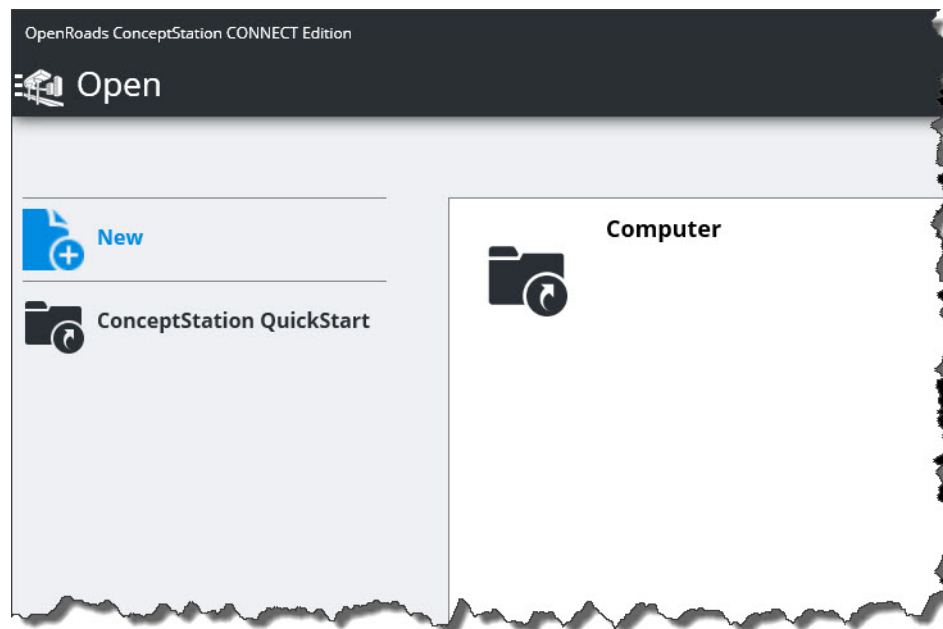 OpenRoads ConceptStation CONNECT Edition
Open
New
ConceptStation QuickStart
Computer